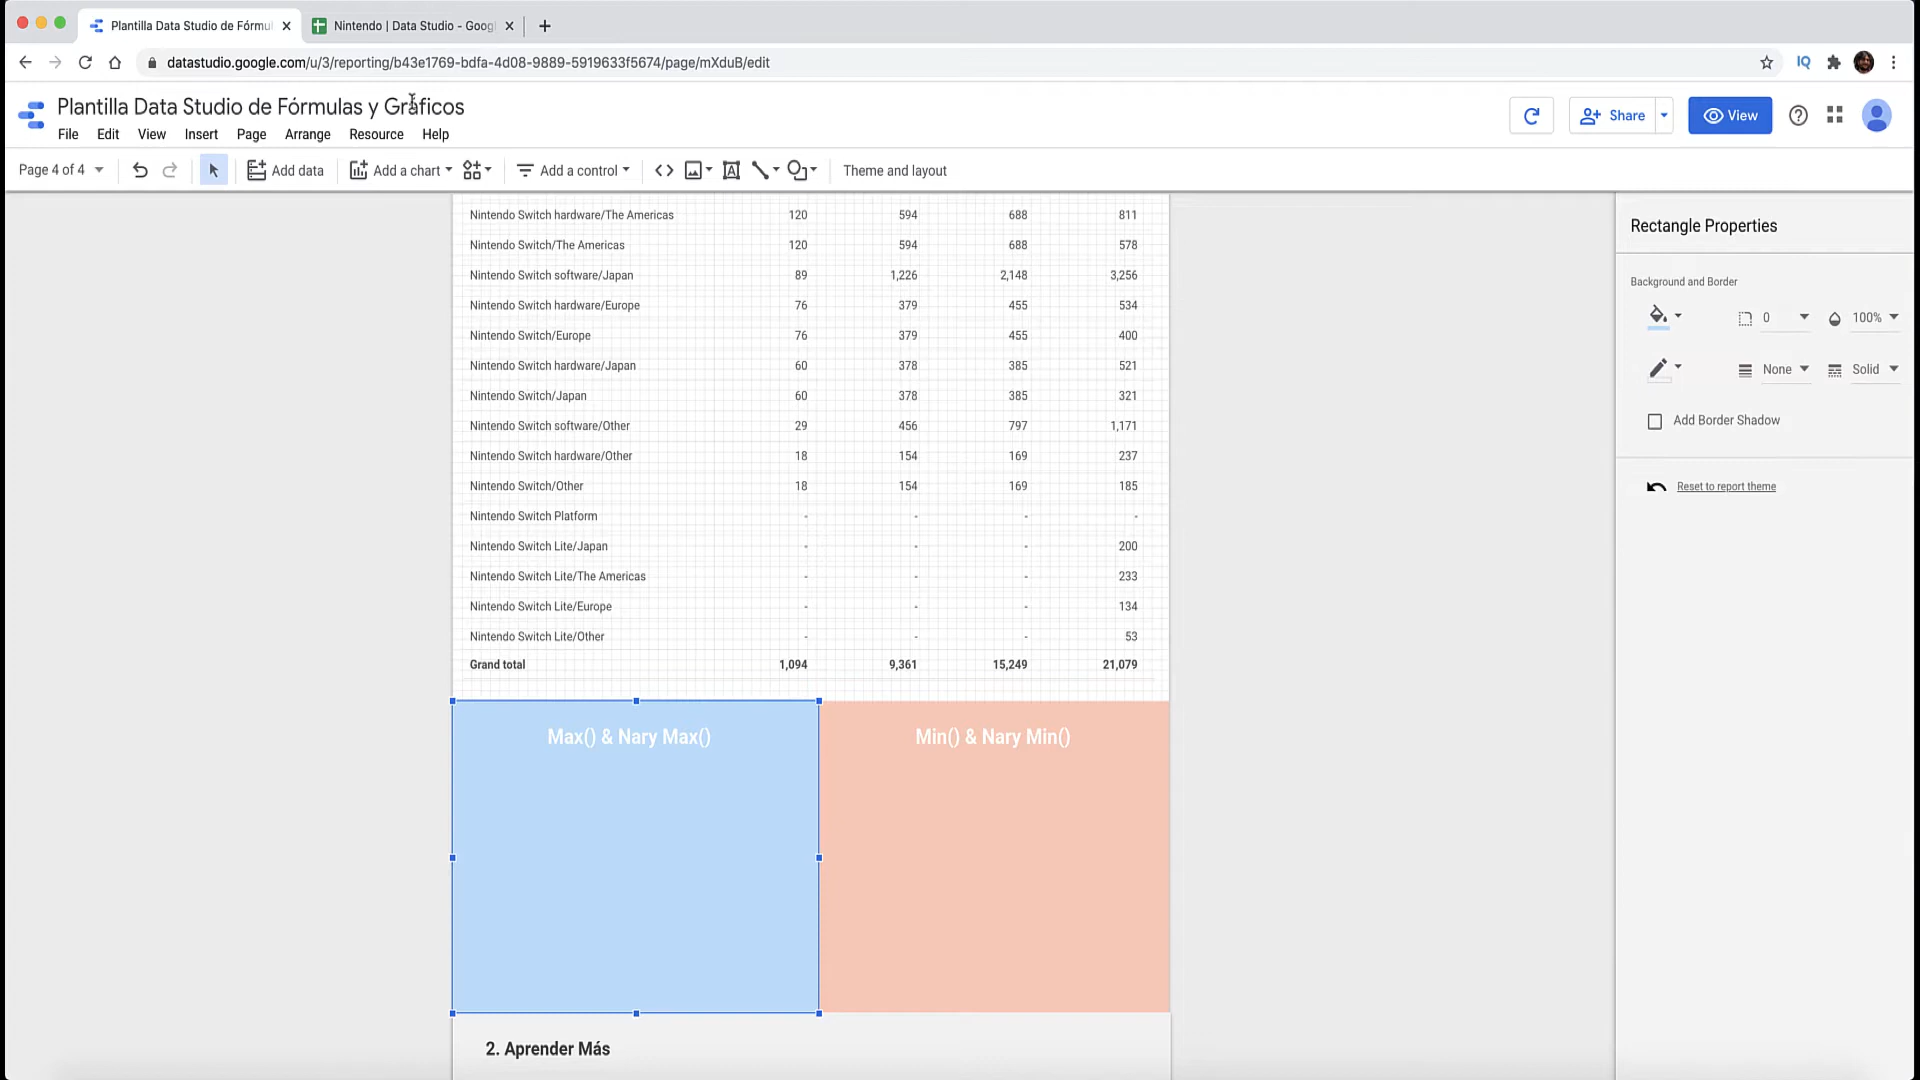 Plantilla Data Studio de Fórmu
Nintendo | Data Studio - Goog
datastudio.google.com/u/3/reporting/b43e1769-bdfa-4d08-9889-5919633f5674/page/mXduB/edit
IQ
Plantilla Data Studio de Fórmulas y Gráficos
File Edit View Insert Page Arrange Resource Help
Share
View
Page 4 of 4
Add data
Add a chart
Add a control
Theme and layout
Nintendo Switch hardware/The Americas 120 594 688 811
Nintendo Switch/The Americas 120 594 688 578
Nintendo Switch software/Japan 89 1,226 2,148 3,256
Nintendo Switch hardware/Europe 76 379 455 534
Nintendo Switch/Europe 76 379 455 400
Nintendo Switch hardware/Japan 60 378 385 521
Nintendo Switch/Japan 60 378 385 321
Nintendo Switch software/Other 29 456 797 1,171
Nintendo Switch hardware/Other 18 154 169 237
Nintendo Switch/Other 18 154 169 185
Nintendo Switch Platform - - - -
Nintendo Switch Lite/Japan - - - 200
Nintendo Switch Lite/The Americas - - - 233
Nintendo Switch Lite/Europe - - - 134
Nintendo Switch Lite/Other - - - 53
Grand total 1,094 9,361 15,249 21,079
Max() & Nary Max()
Min() & Nary Min()
2. Aprender Más
Rectangle Properties
Background and Border
0 100%
None Solid
Add Border Shadow
Reset to report theme